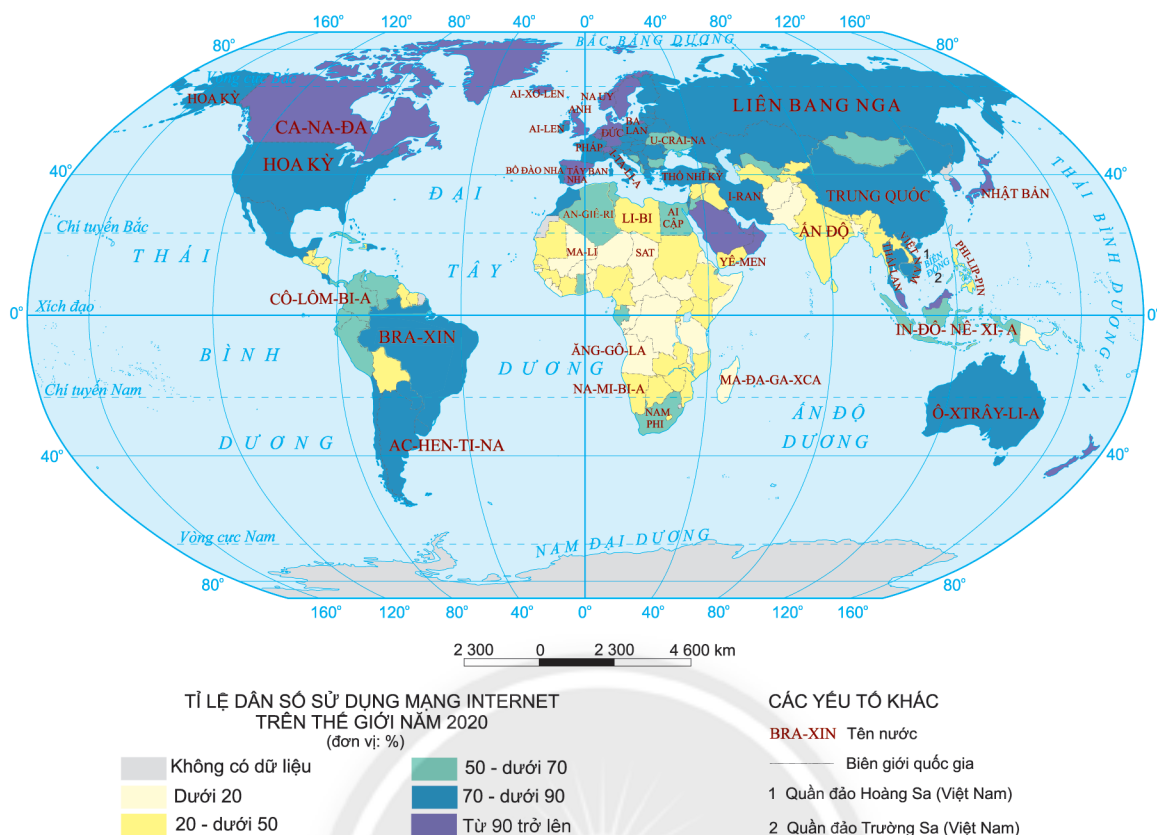 160° 120° 80° 40° 0° 40° 80° 120° 160°
BẮC BĂNG DƯƠNG
80° 80°
HOA KỲ
AI-XƠ-LEN
NA UY
LIÊN BANG NGA
ANH
CA-NA-ĐA
AI-LEN
BA LAN
ĐỨC
U-CRAI-NA
PHÁP
HOA KỲ
I-TA-LI-A
40° 40°
BỒ ĐÀO NHA
TÂY BAN NHA
THỔ NHĨ KỲ
I-RAN
TRUNG QUỐC
NHẬT BẢN
ĐẠI
TÂY
DƯƠNG
AN-GIÊ-RI
LI-BI
AI CẬP
ẤN ĐỘ
Chí tuyến Bắc
THÁI
BÌNH
DƯƠNG
MA-LI
SAT
YÊ-MEN
THÁI LAN
VIỆT NAM
1
BIỂN ĐÔNG
2
PHI-LIP-PIN
THÁI BÌNH DƯƠNG
CÔ-LÔM-BI-A
Xích đạo
0° 0°
BRA-XIN
IN-ĐÔ-NÊ-XI-A
ĂNG-GÔ-LA
NA-MI-BI-A
MA-ĐA-GA-XCA
Chí tuyến Nam
NAM PHI
ẤN ĐỘ
DƯƠNG
Ô-XTRÂY-LI-A
AC-HEN-TI-NA
40° 40°
Vòng cực Nam
NAM ĐẠI DƯƠNG
80° 80°
160° 120° 80° 40° 0° 40° 80° 120° 160°
2 300 0 2 300 4 600 km
TỈ LỆ DÂN SỐ SỬ DỤNG MẠNG INTERNET
TRÊN THẾ GIỚI NĂM 2020
(đơn vị: %)
Không có dữ liệu
Dưới 20
20 - dưới 50
50 - dưới 70
70 - dưới 90
Từ 90 trở lên
CÁC YẾU TỐ KHÁC
BRA-XIN Tên nước
Biên giới quốc gia
1 Quần đảo Hoàng Sa (Việt Nam)
2 Quần đảo Trường Sa (Việt Nam)